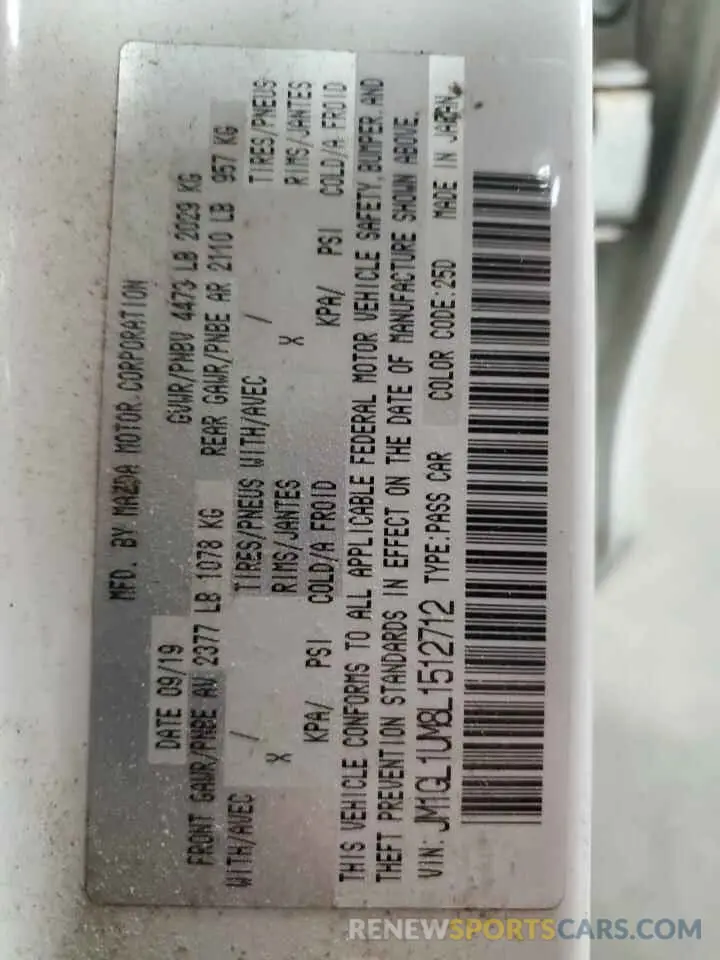 MFD. BY MAZDA MOTOR CORPORATION
DATE 09/19 GVWR/PNBV 4473 LB 2029 KG
FRONT GAWR/PNBE AV 2377 LB 1078 KG REAR GAWR/PNBE AR 2110 LB 957 KG
WITH/AVEC / TIRES/PNEUS WITH/AVEC / TIRES/PNEUS
X RIMS/JANTES X RIMS/JANTES
KPA/ PSI COLD/A FROID KPA/ PSI COLD/A FROID
THIS VEHICLE CONFORMS TO ALL APPLICABLE FEDERAL MOTOR VEHICLE SAFETY, BUMPER, AND
THEFT PREVENTION STANDARDS IN EFFECT ON THE DATE OF MANUFACTURE SHOWN ABOVE.
VIN: JM1GL1UM8L1512712 TYPE:PASS CAR COLOR CODE:25D MADE IN JAPAN
RENEWSPORTSCARS.COM